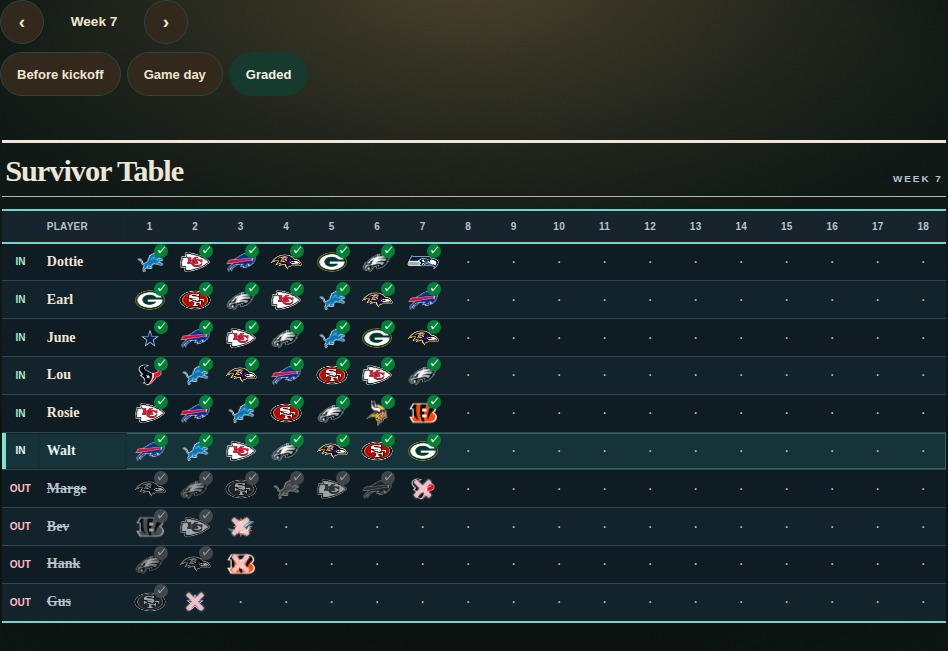 ‹ Week 7 ›
Before kickoff Game day Graded
Survivor Table
WEEK 7
PLAYER 1 2 3 4 5 6 7 8 9 10 11 12 13 14 15 16 17 18
IN Dottie
IN Earl
IN June
IN Lou
IN Rosie
IN Walt
OUT Marge
OUT Bev
OUT Hank
OUT Gus